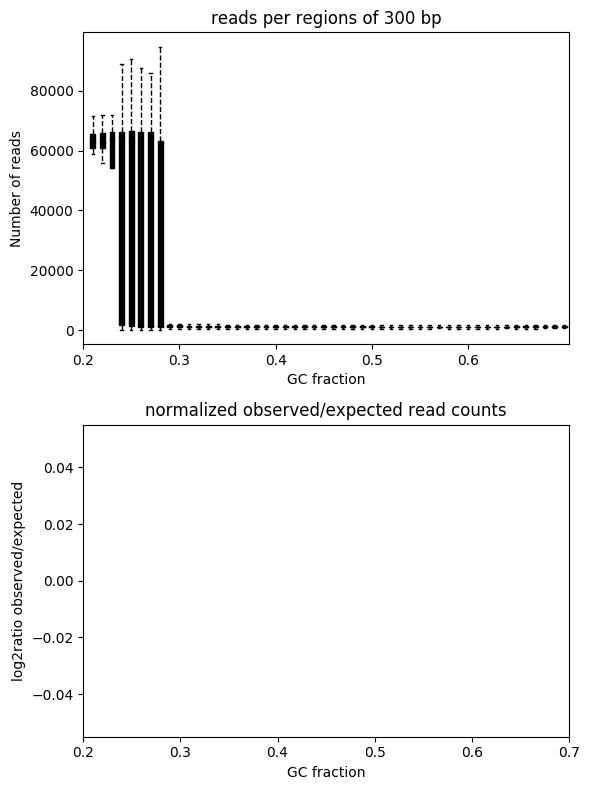 reads per regions of 300 bp
80000
60000
40000
20000
0
Number of reads
0.2 0.3 0.4 0.5 0.6
GC fraction
normalized observed/expected read counts
0.04
0.02
0.00
−0.02
−0.04
log2ratio observed/expected
0.2 0.3 0.4 0.5 0.6 0.7
GC fraction